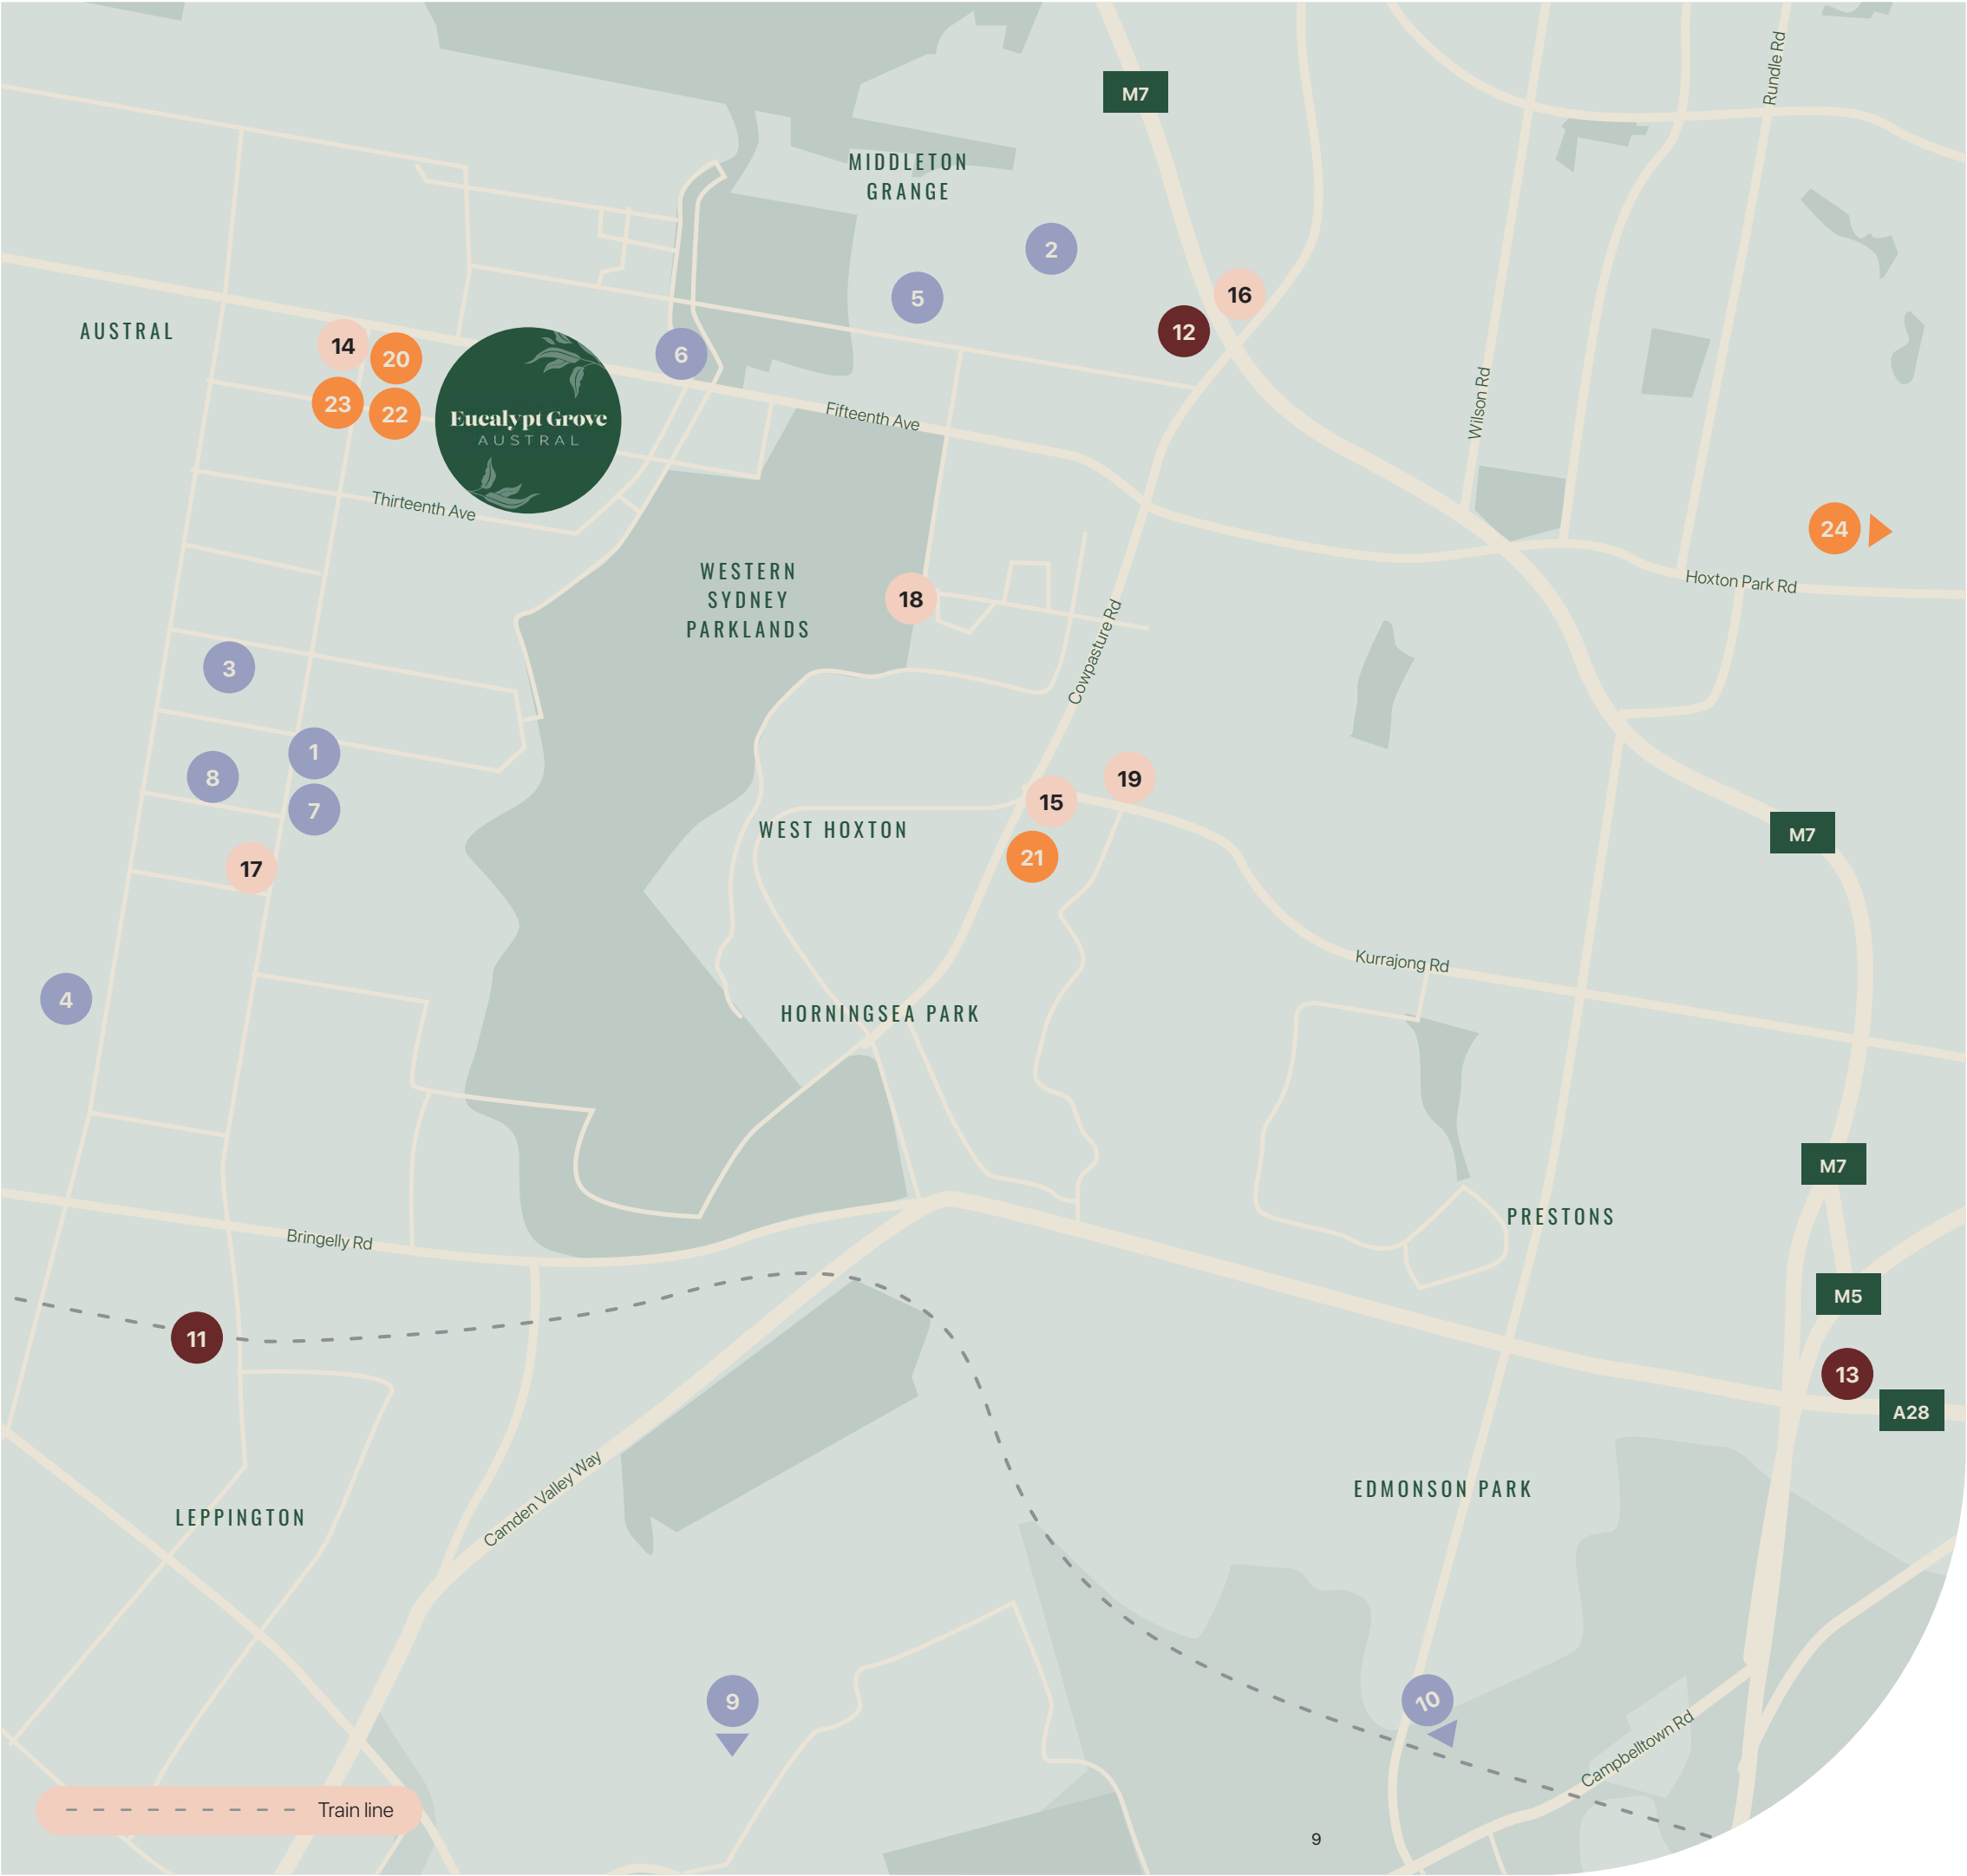 Rundle Rd
M7
MIDDLETON
GRANGE
2
5
16
12
AUSTRAL
14
20
6
23
22
Eucalypt Grove
AUSTRAL
Fifteenth Ave
Wilson Rd
Thirteenth Ave
24
WESTERN
SYDNEY
PARKLANDS
18
Hoxton Park Rd
Cowpasture Rd
3
1
8
7
19
15
WEST HOXTON
21
M7
17
Kurrajong Rd
4
HORNINGSEA PARK
M7
PRESTONS
Bringelly Rd
M5
11
13
A28
EDMONSON PARK
LEPPINGTON
Camden Valley Way
9
10
Campbelltown Rd
Train line
9